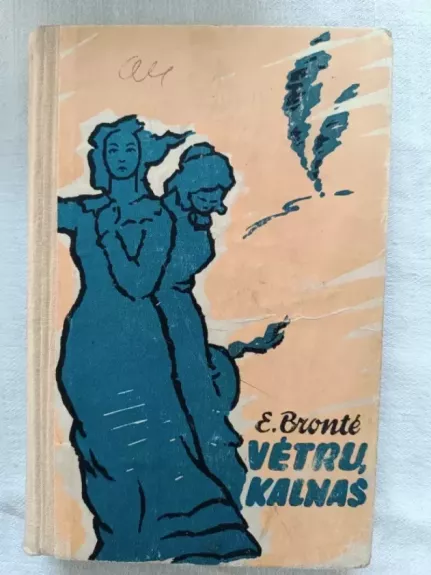 E. Brontė
VĖTRŲ
KALNAS